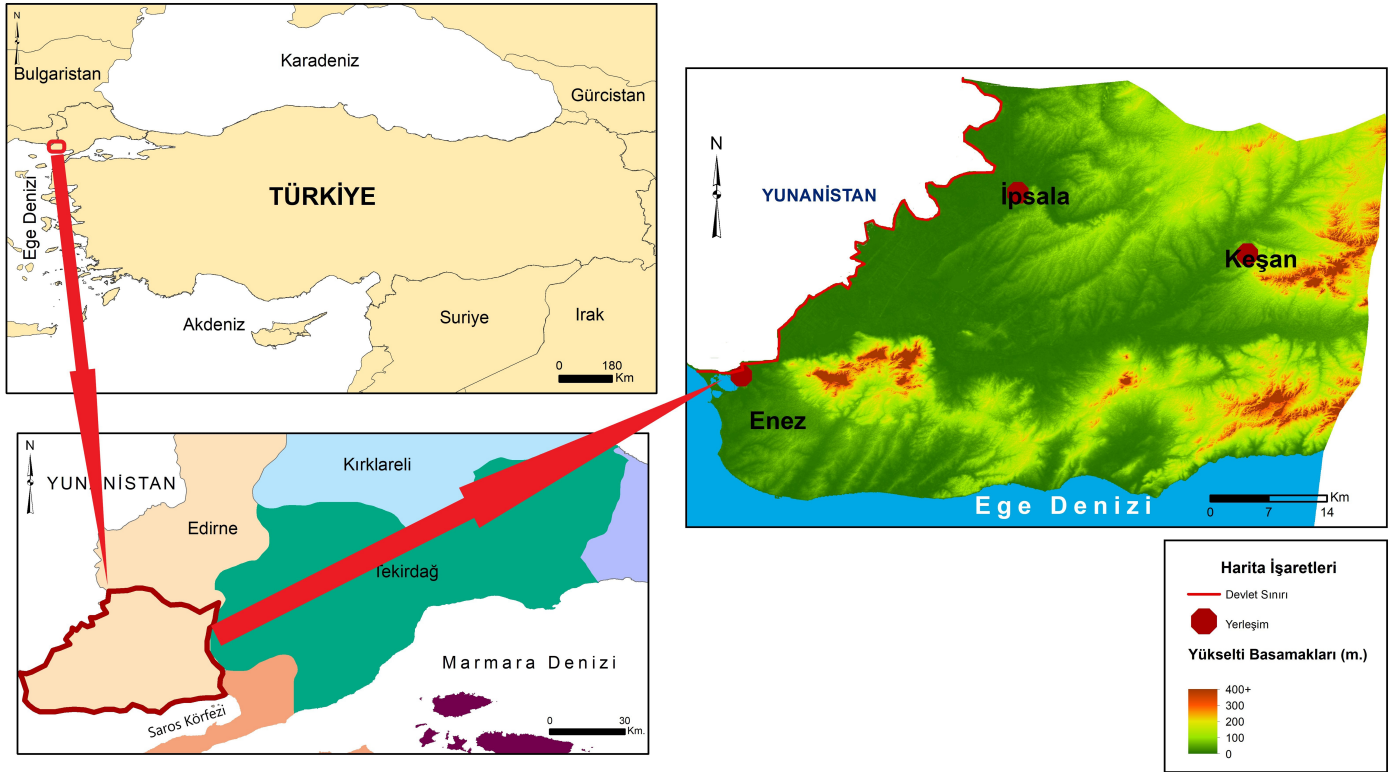 N
Bulgaristan
Karadeniz
Gürcistan
Ege Denizi
TÜRKİYE
Akdeniz
Suriye
Irak
0 180
Km
N
YUNANİSTAN
Kırklareli
Edirne
Tekirdağ
Marmara Denizi
Saros Körfezi
0 30
Km.
N
YUNANİSTAN
İpsala
Keşan
Enez
Ege Denizi
Km
0 7 14
Harita İşaretleri
Devlet Sınırı
Yerleşim
Yükselti Basamakları (m.)
400+
300
200
100
0